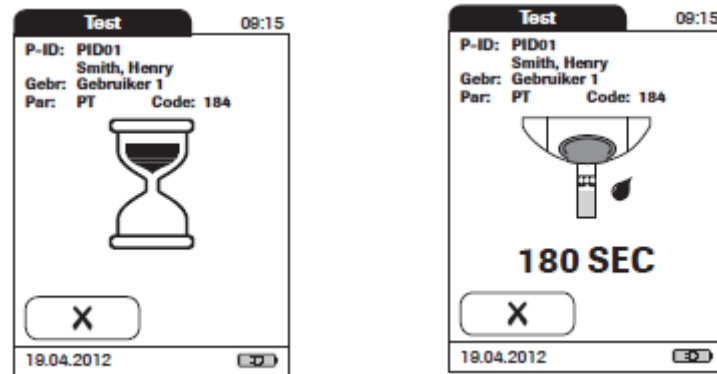 Test 09:15
P-ID: PID01
Smith, Henry
Gebr: Gebruiker 1
Par: PT Code: 184
X
19.04.2012
Test 09:15
P-ID: PID01
Smith, Henry
Gebr: Gebruiker 1
Par: PT Code: 184
180 SEC
X
19.04.2012